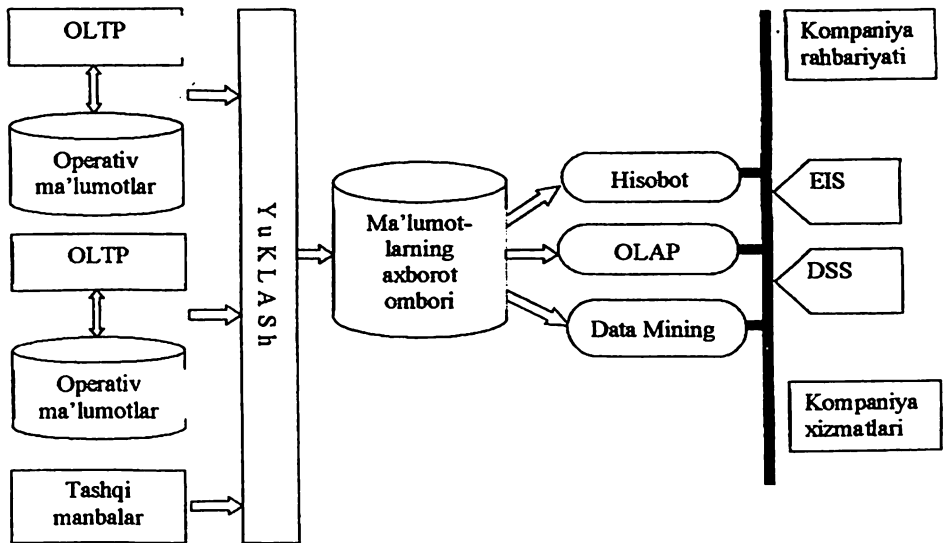 OLTP
Operativ
ma'lumotlar
OLTP
Operativ
ma'lumotlar
Tashqi
manbalar
YuKLASh
Ma'lumot-
larning
axborot
ombori
Hisobot
OLAP
Data Mining
Kompaniya
rahbariyati
EIS
DSS
Kompaniya
xizmatlari